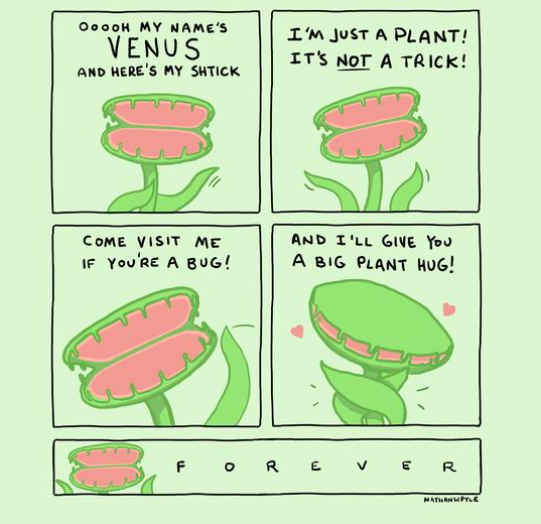 OOOOH MY NAME'S
VENUS
AND HERE'S MY SHTICK
I'M JUST A PLANT!
IT'S NOT A TRICK!
COME VISIT ME
IF YOU'RE A BUG!
AND I'LL GIVE YOU
A BIG PLANT HUG!
F O R E V E R
NATHANWPYLE